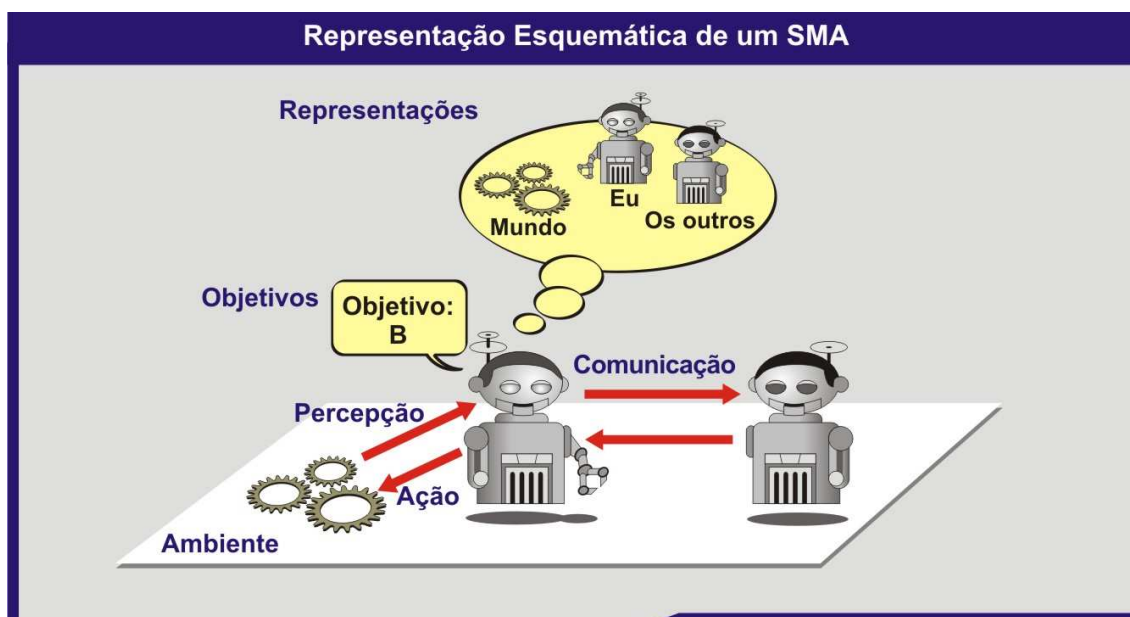 Representação Esquemática de um SMA
Representações
Eu
Mundo
Os outros
Objetivos
Objetivo:
B
Comunicação
Percepção
Ação
Ambiente